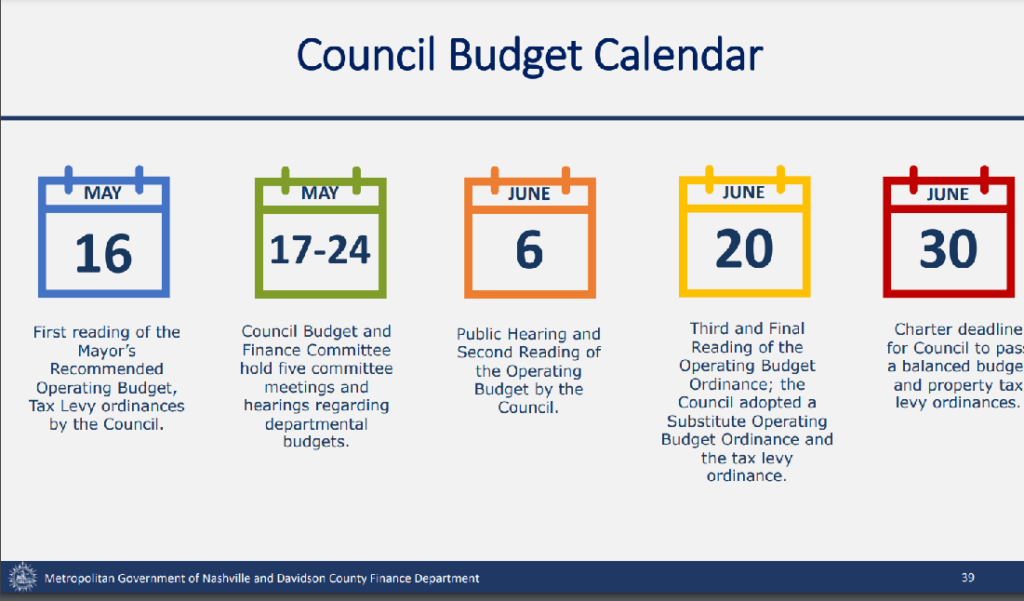 Council Budget Calendar
MAY
16
First reading of the
Mayor's
Recommended
Operating Budget,
Tax Levy ordinances
by the Council.
MAY
17-24
Council Budget and
Finance Committee
hold five committee
meetings and
hearings regarding
departmental
budgets.
JUNE
6
Public Hearing and
Second Reading of
the Operating
Budget by the
Council.
JUNE
20
Third and Final
Reading of the
Operating Budget
Ordinance; the
Council adopted a
Substitute Operating
Budget Ordinance and
the tax levy
ordinance.
JUNE
30
Charter deadline
for Council to pas
a balanced budge
and property tax
levy ordinances.
Metropolitan Government of Nashville and Davidson County Finance Department
39